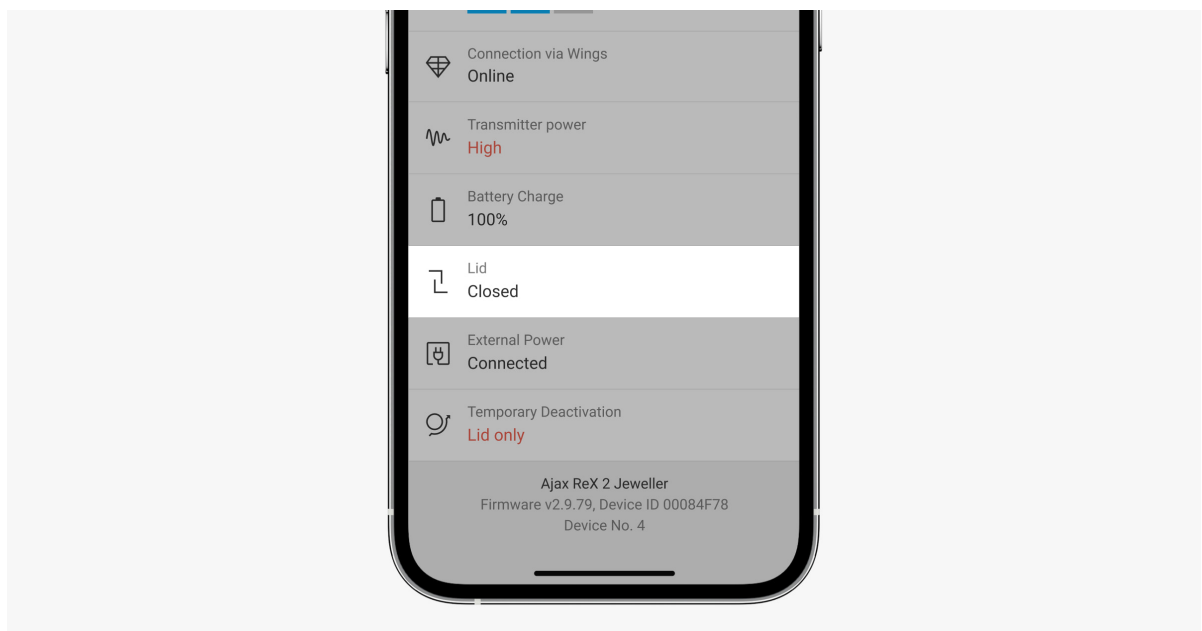 Connection via Wings
Online
Transmitter power
High
Battery Charge
100%
Lid
Closed
External Power
Connected
Temporary Deactivation
Lid only
Ajax ReX 2 Jeweller
Firmware v2.9.79, Device ID 00084F78
Device No. 4